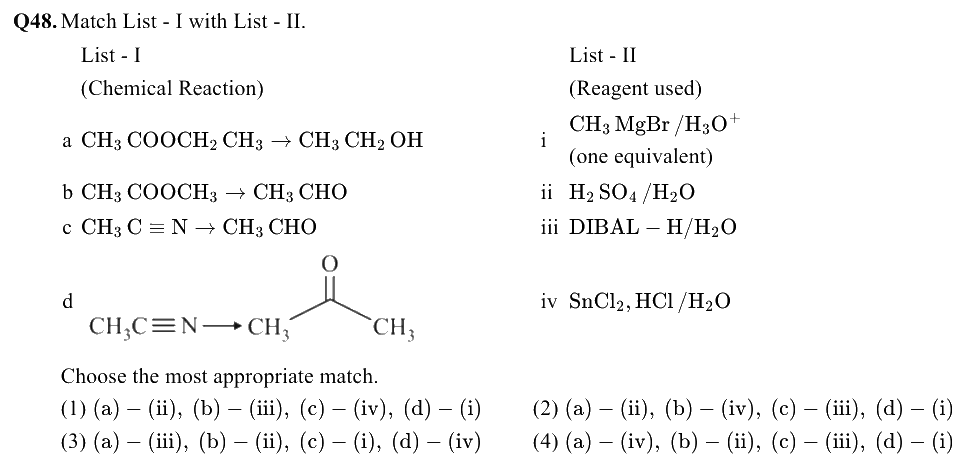 Q48. Match List - I with List - II.
List - I List - II
(Chemical Reaction) (Reagent used)
a CH₃ COOCH₂ CH₃ → CH₃ CH₂ OH i CH₃ MgBr /H₃O⁺ (one equivalent)
b CH₃ COOCH₃ → CH₃ CHO ii H₂ SO₄ /H₂O
c CH₃ C ≡ N → CH₃ CHO iii DIBAL − H/H₂O
O
d CH₃C≡N⟶CH₃ CH₃ iv SnCl₂, HCl /H₂O
Choose the most appropriate match.
(1) (a) − (ii), (b) − (iii), (c) − (iv), (d) − (i) (2) (a) − (ii), (b) − (iv), (c) − (iii), (d) − (i)
(3) (a) − (iii), (b) − (ii), (c) − (i), (d) − (iv) (4) (a) − (iv), (b) − (ii), (c) − (iii), (d) − (i)